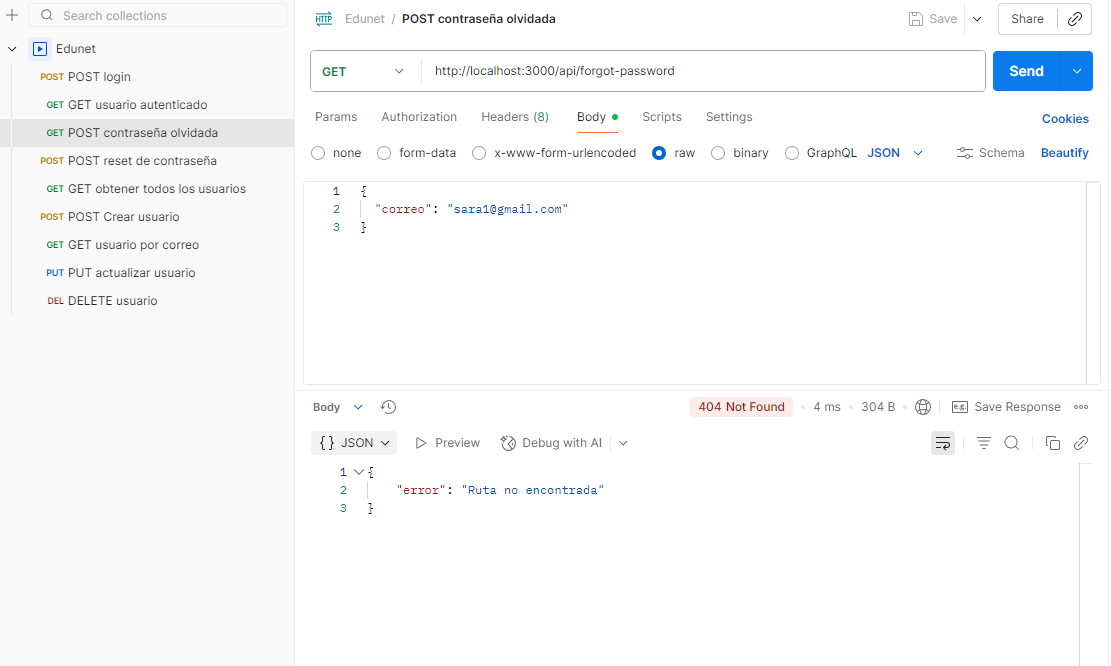 Search collections
Edunet
POST POST login
GET GET usuario autenticado
GET POST contraseña olvidada
POST POST reset de contraseña
GET GET obtener todos los usuarios
POST POST Crear usuario
GET GET usuario por correo
PUT PUT actualizar usuario
DEL DELETE usuario
HTTP Edunet / POST contraseña olvidada Save Share
GET http://localhost:3000/api/forgot-password Send
Params Authorization Headers (8) Body Scripts Settings Cookies
none form-data x-www-form-urlencoded raw binary GraphQL JSON Schema Beautify
1 {
2 "correo": "sara1@gmail.com"
3 }
Body 404 Not Found • 4 ms • 304 B • e.g. Save Response
{} JSON Preview Debug with AI
1 {
2 "error": "Ruta no encontrada"
3 }